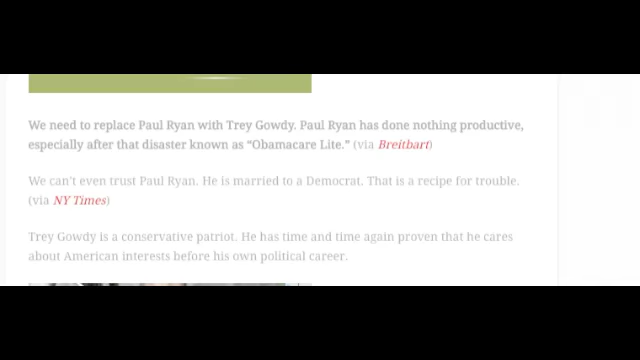 We need to replace Paul Ryan with Trey Gowdy. Paul Ryan has done nothing productive,
especially after that disaster known as “Obamacare Lite.” (via Breitbart)
We can't even trust Paul Ryan. He is married to a Democrat. That is a recipe for trouble.
(via NY Times)
Trey Gowdy is a conservative patriot. He has time and time again proven that he cares
about American interests before his own political career.